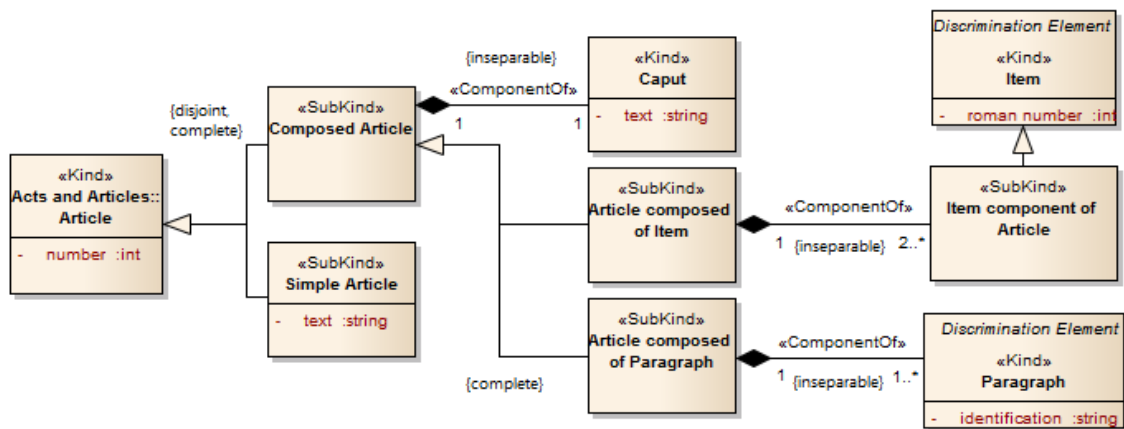 Discrimination Element
«Kind»
Item
- roman number :int
{inseparable}
«ComponentOf»
1 1
«Kind»
Caput
- text :string
{disjoint,
complete}
«SubKind»
Composed Article
«Kind»
Acts and Articles::
Article
- number :int
«SubKind»
Article composed
of Item
«ComponentOf»
1 {inseparable} 2..*
«SubKind»
Item component of
Article
«SubKind»
Simple Article
- text :string
«SubKind»
Article composed
of Paragraph
{complete}
«ComponentOf»
1 {inseparable} 1..*
Discrimination Element
«Kind»
Paragraph
- identification :string